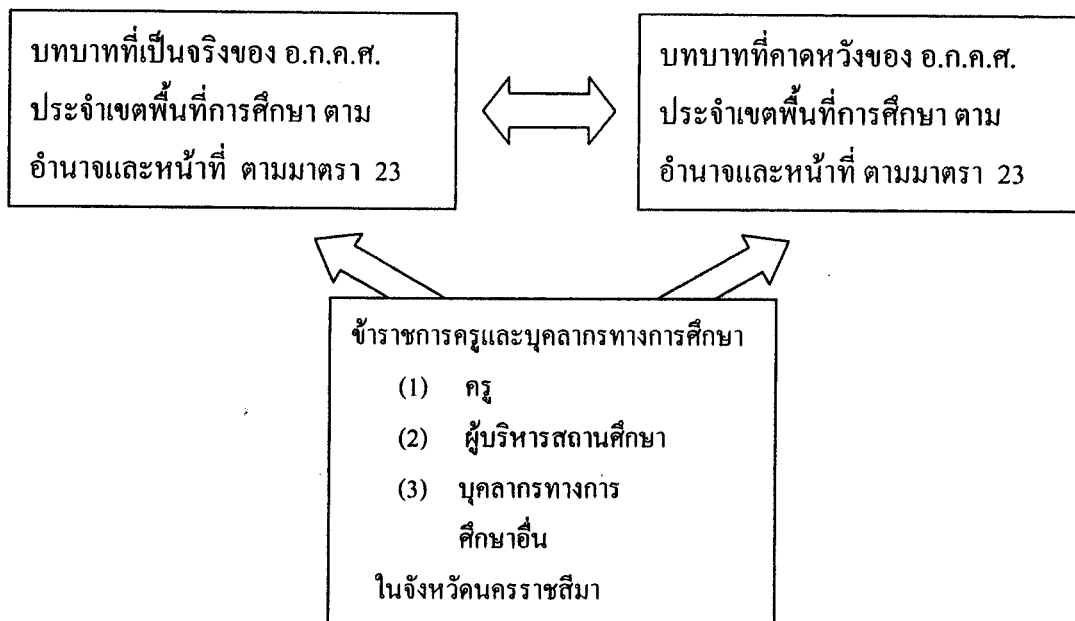 บทบาทที่เป็นจริงของ อ.ก.ค.ศ.
ประจำเขตพื้นที่การศึกษา ตาม
อำนาจและหน้าที่ ตามมาตรา 23
บทบาทที่คาดหวังของ อ.ก.ค.ศ.
ประจำเขตพื้นที่การศึกษา ตาม
อำนาจและหน้าที่ ตามมาตรา 23
ข้าราชการครูและบุคลากรทางการศึกษา
(1) ครู
(2) ผู้บริหารสถานศึกษา
(3) บุคลากรทางการ
ศึกษาอื่น
ในจังหวัดนครราชสีมา